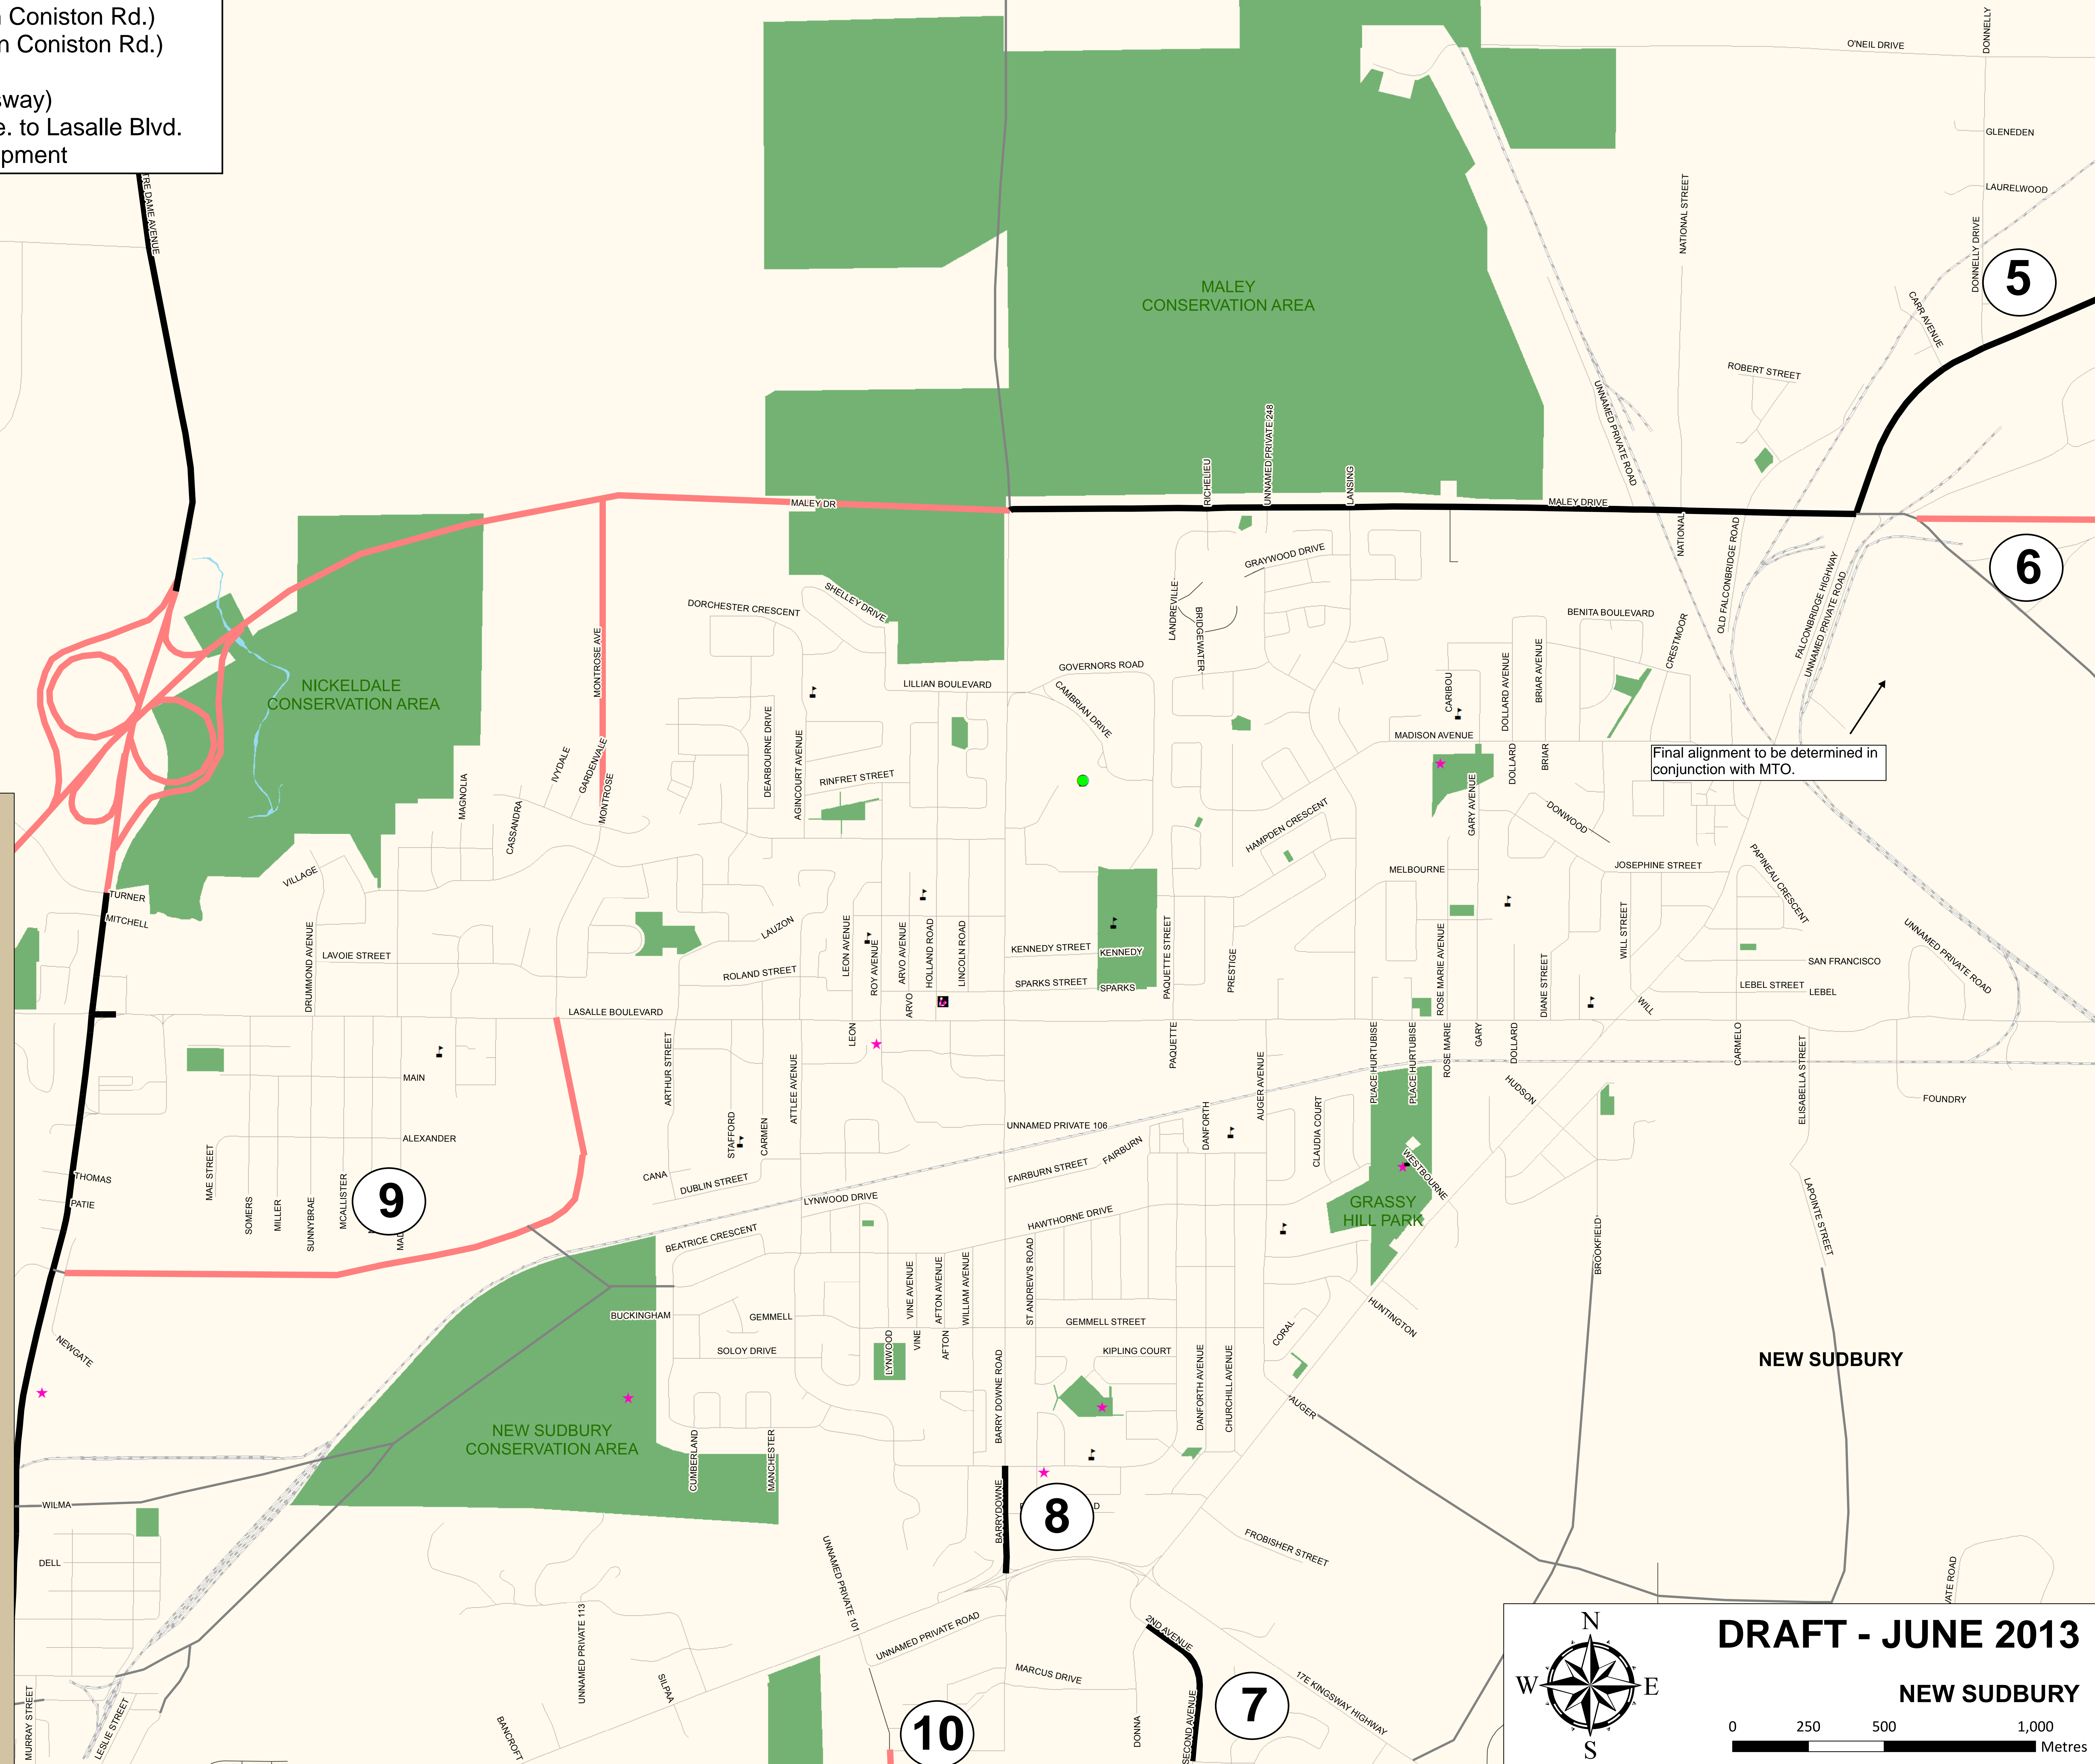 n Coniston Rd.)
n Coniston Rd.)
sway)
e. to Lasalle Blvd.
pment
TRE DAME AVENUE
O'NEIL DRIVE
DONNELLY
GLENEDEN
LAURELWOOD
NATIONAL STREET
DONNELLY DRIVE
5
CARR AVENUE
MALEY
CONSERVATION AREA
ROBERT STREET
UNNAMED PRIVATE ROAD
RICHELIEU
UNNAMED PRIVATE 248
LANSING
MALEY DR
MALEY DRIVE
NATIONAL
OLD FALCONBRIDGE ROAD
FALCONBRIDGE HIGHWAY
UNNAMED PRIVATE ROAD
6
GRAYWOOD DRIVE
SHELLEY DRIVE
DORCHESTER CRESCENT
LANDREVILLE
BRIDGEWATER
BENITA BOULEVARD
CRESTMOOR
MONTROSE AVE
GOVERNORS ROAD
LILLIAN BOULEVARD
CAMBRIAN DRIVE
CARIBOU
DOLLARD AVENUE
BRIAR AVENUE
NICKELDALE
CONSERVATION AREA
DEARBOURNE DRIVE
AGINCOURT AVENUE
MADISON AVENUE
DOLLARD
BRIAR
Final alignment to be determined in
conjunction with MTO.
MAGNOLIA
IVYDALE
GARDENVALE
MONTROSE
CASSANDRA
RINFRET STREET
HAMPDEN CRESCENT
GARY AVENUE
DONWOOD
VILLAGE
MELBOURNE
JOSEPHINE STREET
PAPINEAU CRESCENT
TURNER
MITCHELL
DRUMMOND AVENUE
LAVOIE STREET
LAUZON
ROLAND STREET
LEON AVENUE
ROY AVENUE
ARVO AVENUE
HOLLAND ROAD
LINCOLN ROAD
KENNEDY STREET
KENNEDY
SPARKS STREET
SPARKS
PAQUETTE STREET
PRESTIGE
ROSE MARIE AVENUE
DIANE STREET
WILL STREET
UNNAMED PRIVATE ROAD
SAN FRANCISCO
LEBEL STREET
LEBEL
WILL
LASALLE BOULEVARD
ARVO
LEON
PAQUETTE
PLACE HURTUBISE
PLACE HURTUBISE
ROSE MARIE
GARY
DOLLARD
CARMELO
ELISABELLA STREET
MAIN
ARTHUR STREET
ATTLEE AVENUE
AUGER AVENUE
HUDSON
FOUNDRY
ALEXANDER
STAFFORD
CARMEN
UNNAMED PRIVATE 106
DANFORTH
CLAUDIA COURT
THOMAS
PATIE
MAE STREET
SOMERS
MILLER
SUNNYBRAE
MCALLISTER
MAD
9
CANA
DUBLIN STREET
LYNWOOD DRIVE
FAIRBURN STREET
FAIRBURN
WESTBOURNE
GRASSY
HILL PARK
LAPOINTE STREET
BROOKFIELD
BEATRICE CRESCENT
HAWTHORNE DRIVE
VINE AVENUE
AFTON AVENUE
WILLIAM AVENUE
ST ANDREW'S ROAD
BUCKINGHAM
GEMMELL
GEMMELL STREET
HUNTINGTON
CORAL
NEWGATE
SOLOY DRIVE
LYNWOOD
VINE
AFTON
BARRY DOWNE ROAD
KIPLING COURT
DANFORTH AVENUE
CHURCHILL AVENUE
NEW SUDBURY
AUGER
NEW SUDBURY
CONSERVATION AREA
CUMBERLAND
MANCHESTER
WILMA
BARRYDOWNE
D
8
DELL
UNNAMED PRIVATE 101
FROBISHER STREET
VATE ROAD
UNNAMED PRIVATE 113
UNNAMED PRIVATE ROAD
2ND AVENUE
SILPAA
MARCUS DRIVE
17E KINGSWAY HIGHWAY
MURRAY STREET
LESLIE STREET
BANCROFT
10
DONNA
SECOND AVENUE
7
N
W
E
S
DRAFT - JUNE 2013
NEW SUDBURY
0 250 500 1,000
Metres